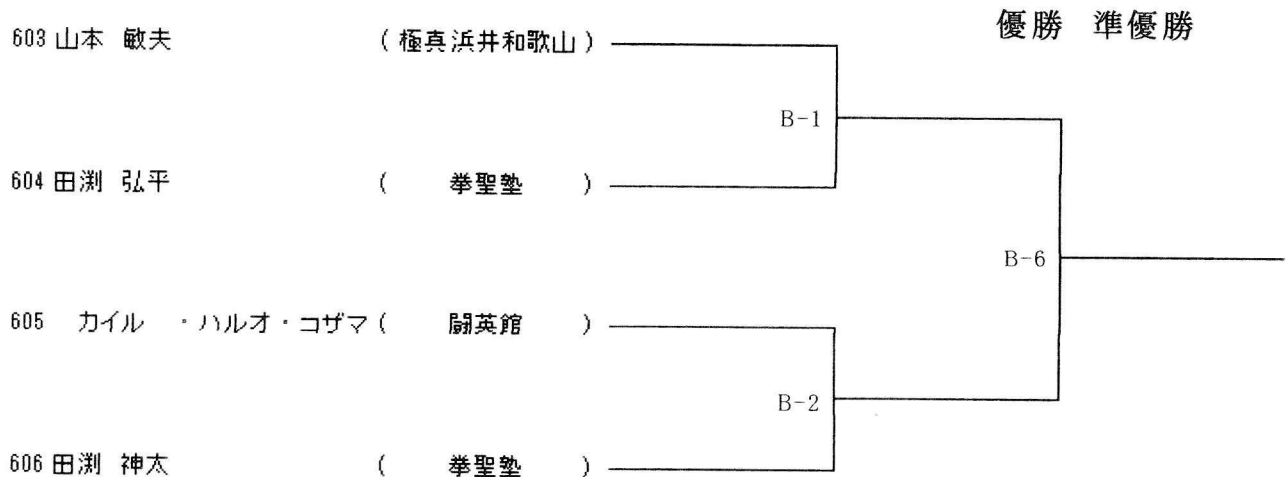 優勝 準優勝
603 山本 敏夫 (極真浜井和歌山)
B-1
604 田渕 弘平 ( 拳聖塾 )
B-6
605 カイル ・ハルオ・コザマ ( 闘英館 )
B-2
606 田渕 神太 ( 拳聖塾 )